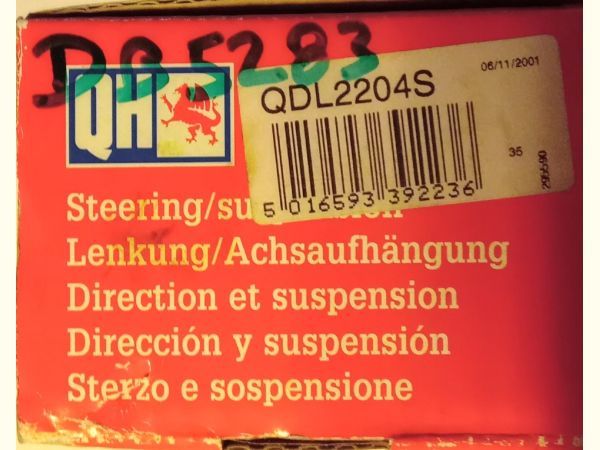 DB5283
QH
06/11/2001
QDL2204S
35
5 016593 392236
Steering/suspension
Lenkung/Achsaufhängung
Direction et suspension
Dirección y suspensión
Sterzo e sospensione